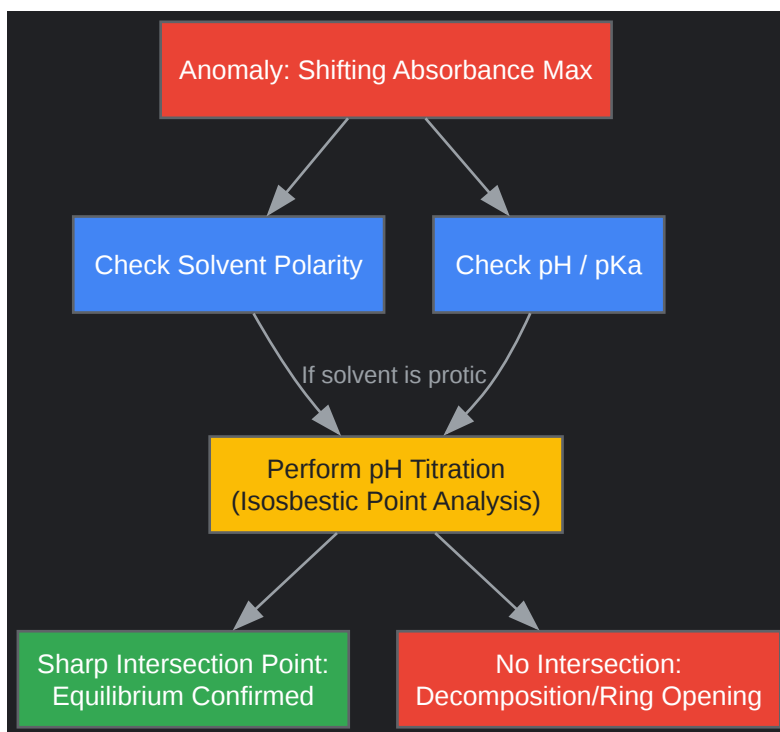 Anomaly: Shifting Absorbance Max
Check Solvent Polarity
Check pH / pKa
If solvent is protic
Perform pH Titration
(Isosbestic Point Analysis)
Sharp Intersection Point:
Equilibrium Confirmed
No Intersection:
Decomposition/Ring Opening